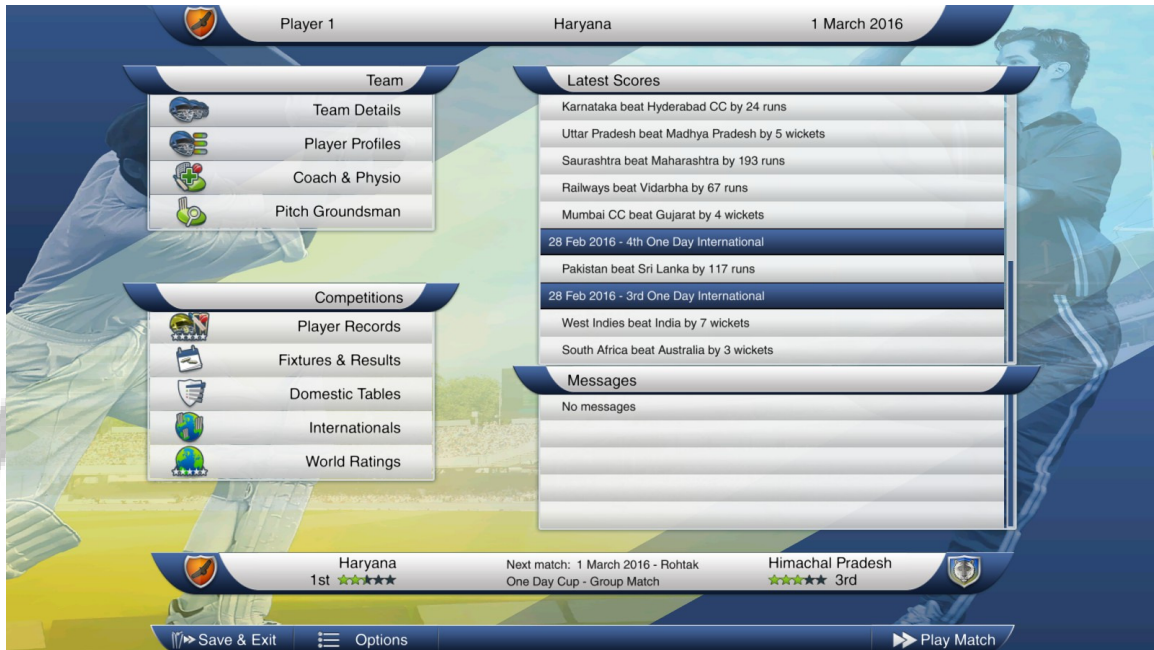 Player 1 Haryana 1 March 2016
Team
Team Details
Player Profiles
Coach & Physio
Pitch Groundsman
Competitions
Player Records
Fixtures & Results
Domestic Tables
Internationals
World Ratings
Latest Scores
Karnataka beat Hyderabad CC by 24 runs
Uttar Pradesh beat Madhya Pradesh by 5 wickets
Saurashtra beat Maharashtra by 193 runs
Railways beat Vidarbha by 67 runs
Mumbai CC beat Gujarat by 4 wickets
28 Feb 2016 - 4th One Day International
Pakistan beat Sri Lanka by 117 runs
28 Feb 2016 - 3rd One Day International
West Indies beat India by 7 wickets
South Africa beat Australia by 3 wickets
Messages
No messages
Haryana
1st
Next match: 1 March 2016 - Rohtak
One Day Cup - Group Match
Himachal Pradesh
3rd
Save & Exit Options Play Match